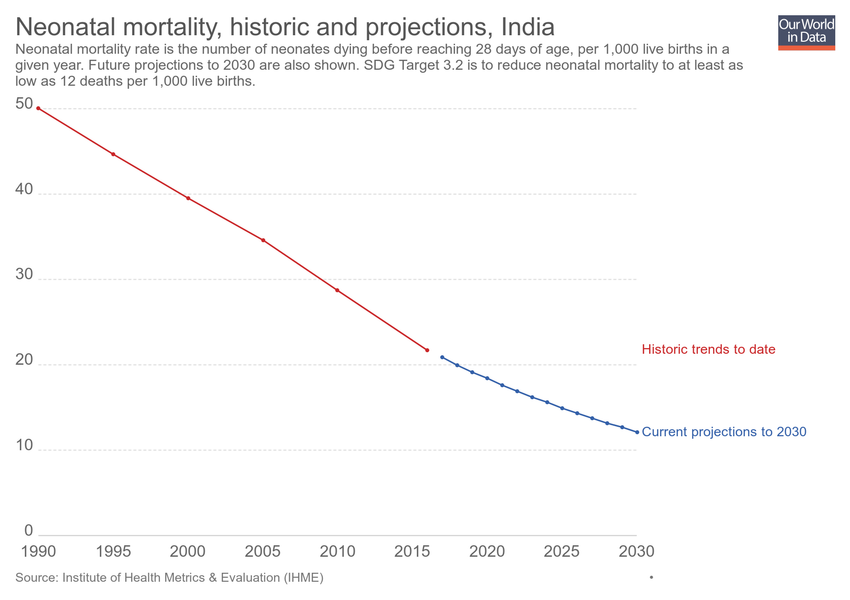 Neonatal mortality, historic and projections, India
Our World
in Data
Neonatal mortality rate is the number of neonates dying before reaching 28 days of age, per 1,000 live births in a
given year. Future projections to 2030 are also shown. SDG Target 3.2 is to reduce neonatal mortality to at least as
low as 12 deaths per 1,000 live births.
50
40
30
20
10
0
Historic trends to date
Current projections to 2030
1990 1995 2000 2005 2010 2015 2020 2025 2030
Source: Institute of Health Metrics & Evaluation (IHME)